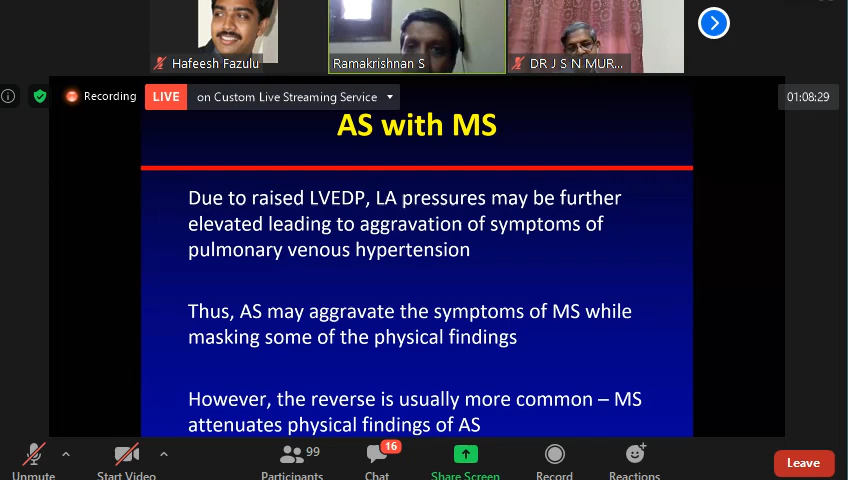 Hafeesh Fazulu
Ramakrishnan S
DR J S N MUR...
Recording
LIVE
on Custom Live Streaming Service
01:08:29
AS with MS
Due to raised LVEDP, LA pressures may be further
elevated leading to aggravation of symptoms of
pulmonary venous hypertension
Thus, AS may aggravate the symptoms of MS while
masking some of the physical findings
However, the reverse is usually more common – MS
attenuates physical findings of AS
99
16
Unmute
Start Video
Participants
Chat
Share Screen
Record
Reactions
Leave